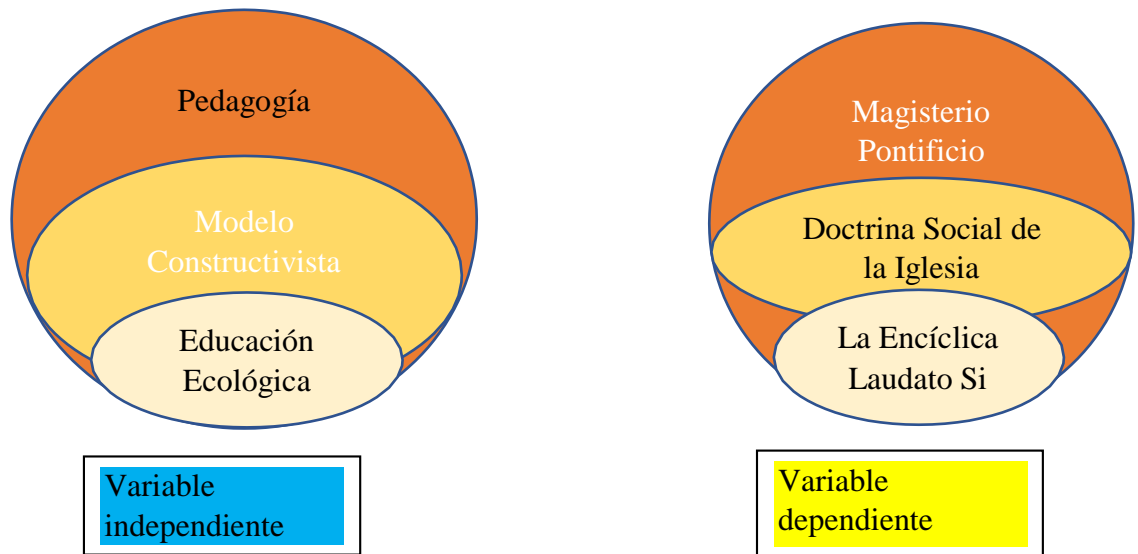 Pedagogía
Modelo
Constructivista
Educación
Ecológica
Variable
independiente
Magisterio
Pontificio
Doctrina Social de
la Iglesia
La Encíclica
Laudato Si
Variable
dependiente